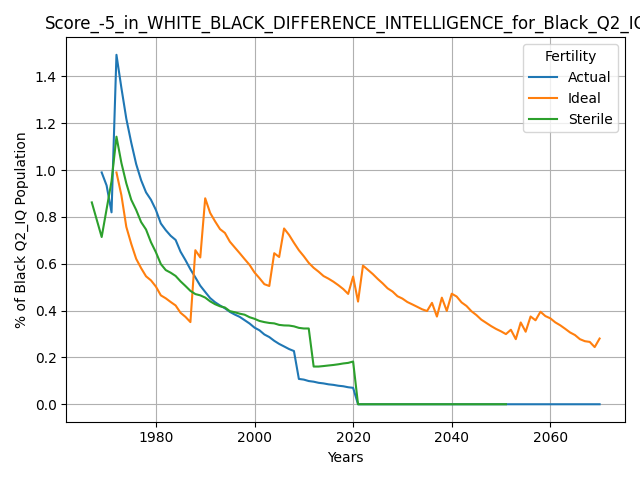 Score_-5_in_WHITE_BLACK_DIFFERENCE_INTELLIGENCE_for_Black_Q2_IQ
Fertility
Actual
Ideal
Sterile
% of Black Q2_IQ Population
1.4
1.2
1.0
0.8
0.6
0.4
0.2
0.0
1980 2000 2020 2040 2060
Years